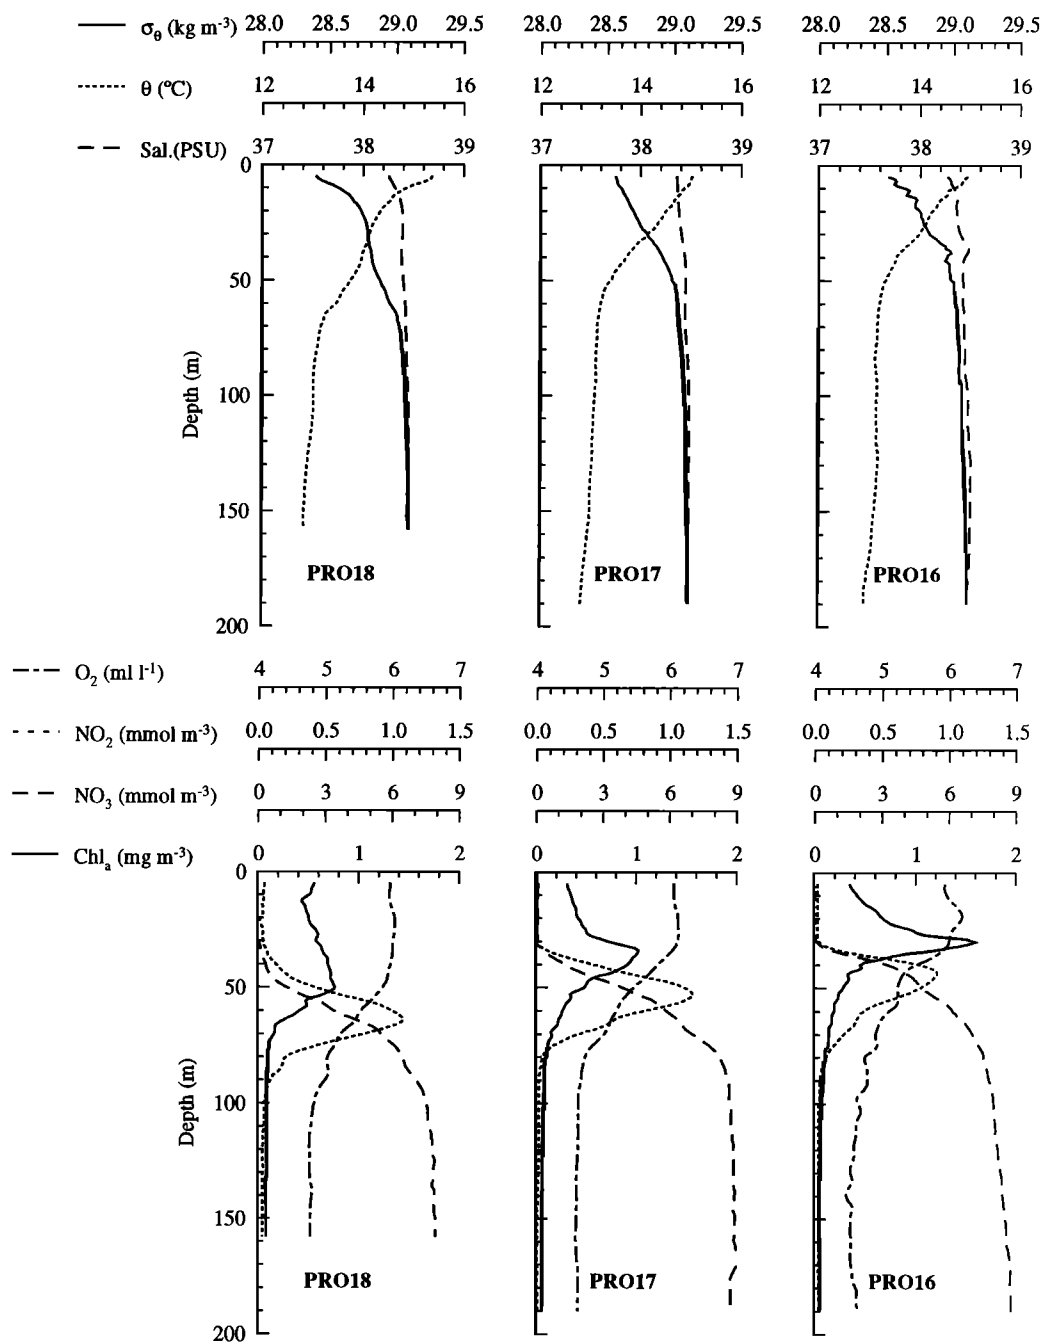 σθ (kg m-3) 28.0 28.5 29.0 29.5 28.0 28.5 29.0 29.5 28.0 28.5 29.0 29.5
θ (ºC) 12 14 16 12 14 16 12 14 16
Sal.(PSU) 37 38 39 37 38 39 37 38 39
0
50
Depth (m)
100
150
PRO18 PRO17 PRO16
200
O2 (ml l-1) 4 5 6 7 4 5 6 7 4 5 6 7
NO2 (mmol m-3) 0.0 0.5 1.0 1.5 0.0 0.5 1.0 1.5 0.0 0.5 1.0 1.5
NO3 (mmol m-3) 0 3 6 9 0 3 6 9 0 3 6 9
Chla (mg m-3) 0 1 2 0 1 2 0 1 2
0
50
Depth (m)
100
150
PRO18 PRO17 PRO16
200